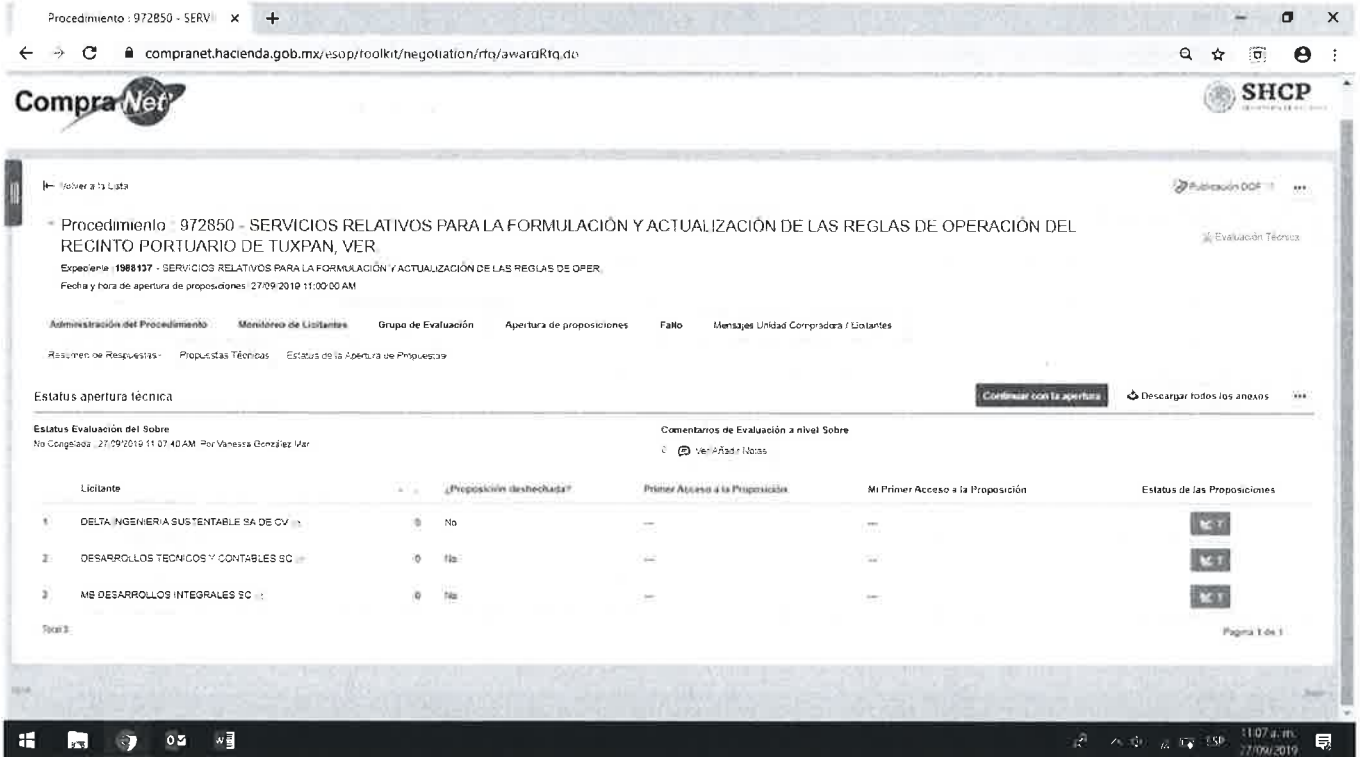 Procedimiento : 972850 - SERVI
compranet.hacienda.gob.mx/esop/toolkit/negotiation/rfq/awardRfq.do
CompraNet
SHCP
Volver a la Lista
Publicación DOF
Procedimiento : 972850 - SERVICIOS RELATIVOS PARA LA FORMULACIÓN Y ACTUALIZACIÓN DE LAS REGLAS DE OPERACIÓN DEL
RECINTO PORTUARIO DE TUXPAN, VER.
Evaluación Técnica
Expediente : 1988137 - SERVICIOS RELATIVOS PARA LA FORMULACIÓN Y ACTUALIZACIÓN DE LAS REGLAS DE OPER
Fecha y hora de apertura de proposiciones: 27/09/2019 11:00:00 AM
Administración del Procedimiento Monitoreo de Licitantes Grupo de Evaluación Apertura de proposiciones Fallo Mensajes Unidad Compradora / Licitantes
Resumen de Respuestas Propuestas Técnicas Estatus de la Apertura de Propuestas
Estatus apertura técnica Continuar con la apertura Descargar todos los anexos
Estatus Evaluación del Sobre Comentarios de Evaluación a nivel Sobre
No Congelada : 27/09/2019 11:07:40 AM Por Vanessa González Mar
Ver/Añadir Notas
Licitante ¿Proposición deshechada? Primer Acceso a la Proposición Mi Primer Acceso a la Proposición Estatus de las Proposiciones
1 DELTA INGENIERIA SUSTENTABLE SA DE CV 0 No --- ---
2 DESARROLLOS TECNICOS Y CONTABLES SC 0 No --- ---
3 MB DESARROLLOS INTEGRALES SC 0 No --- ---
Total 3 Pagina 1 de 1
ESP 11:07 a. m.
27/09/2019